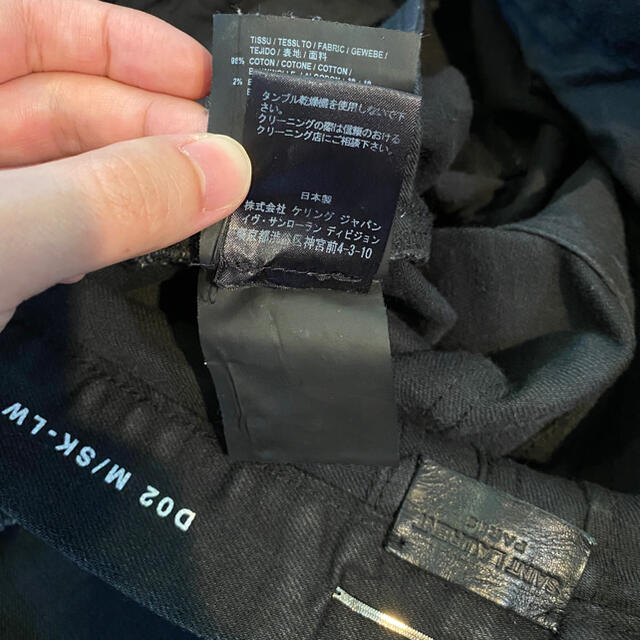 TISSU / TESSUTO / FABRIC / GEWEBE /
TEJIDO / 表地 / 面料
98% COTON / COTONE / COTTON /
2%
タンブル乾燥機を使用しないで下
さい。
クリーニングの際は信頼のおける
クリーニング店にご相談下さい。
日本製
株式会社 ケリング ジャパン
イヴ・サンローラン ディビジョン
区神宮前4-3-10
D02 M/SK-LW
SAINT LAURENT
PARIS